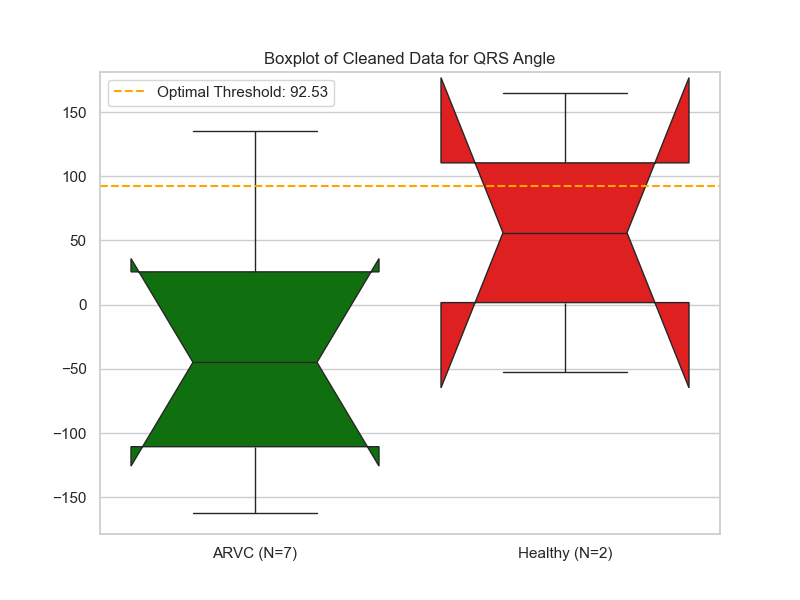 Boxplot of Cleaned Data for QRS Angle
Optimal Threshold: 92.53
150
100
50
0
−50
−100
−150
ARVC (N=7)
Healthy (N=2)